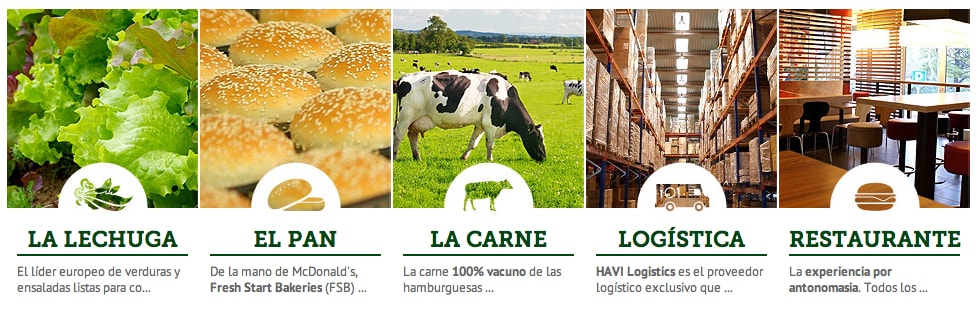 LA LECHUGA
El líder europeo de verduras y
ensaladas listas para co...
EL PAN
De la mano de McDonald's,
Fresh Start Bakeries (FSB) ...
LA CARNE
La carne 100% vacuno de las
hamburguesas ...
LOGÍSTICA
HAVI Logistics es el proveedor
logístico exclusivo que ...
RESTAURANTE
La experiencia por
antonomasia. Todos los ...